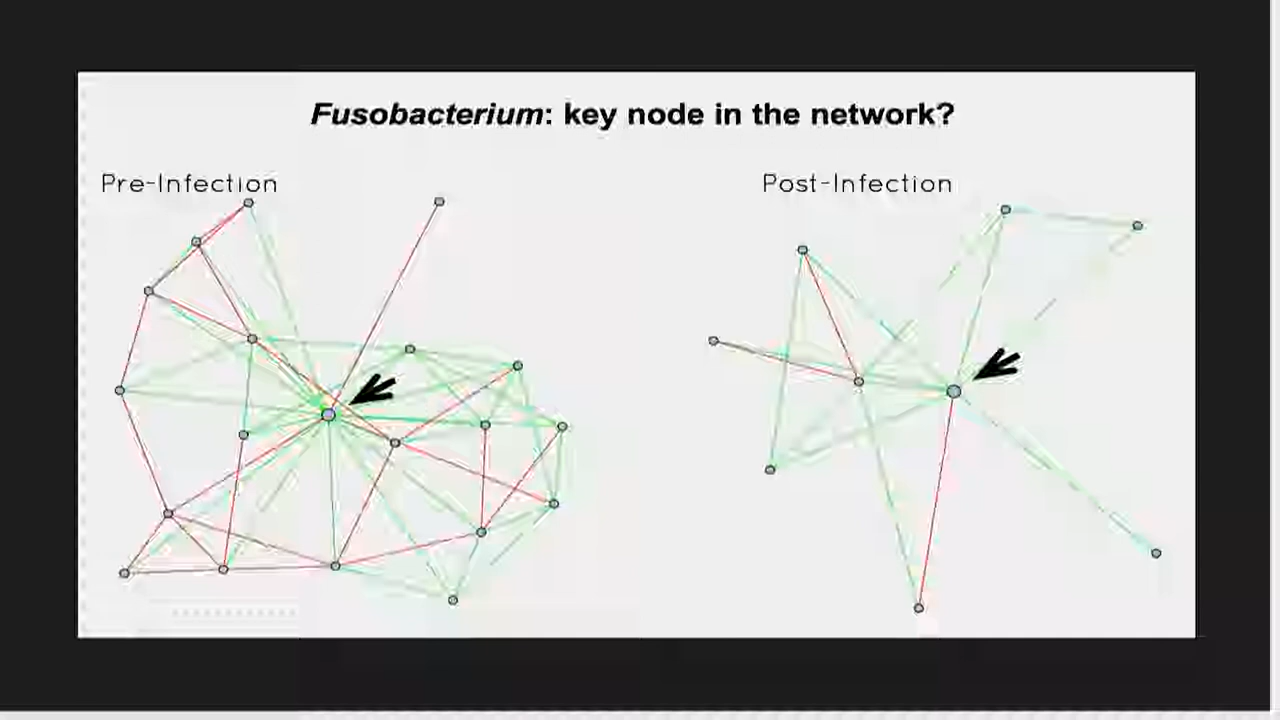 Fusobacterium: key node in the network?
Pre-Infection
Post-Infection